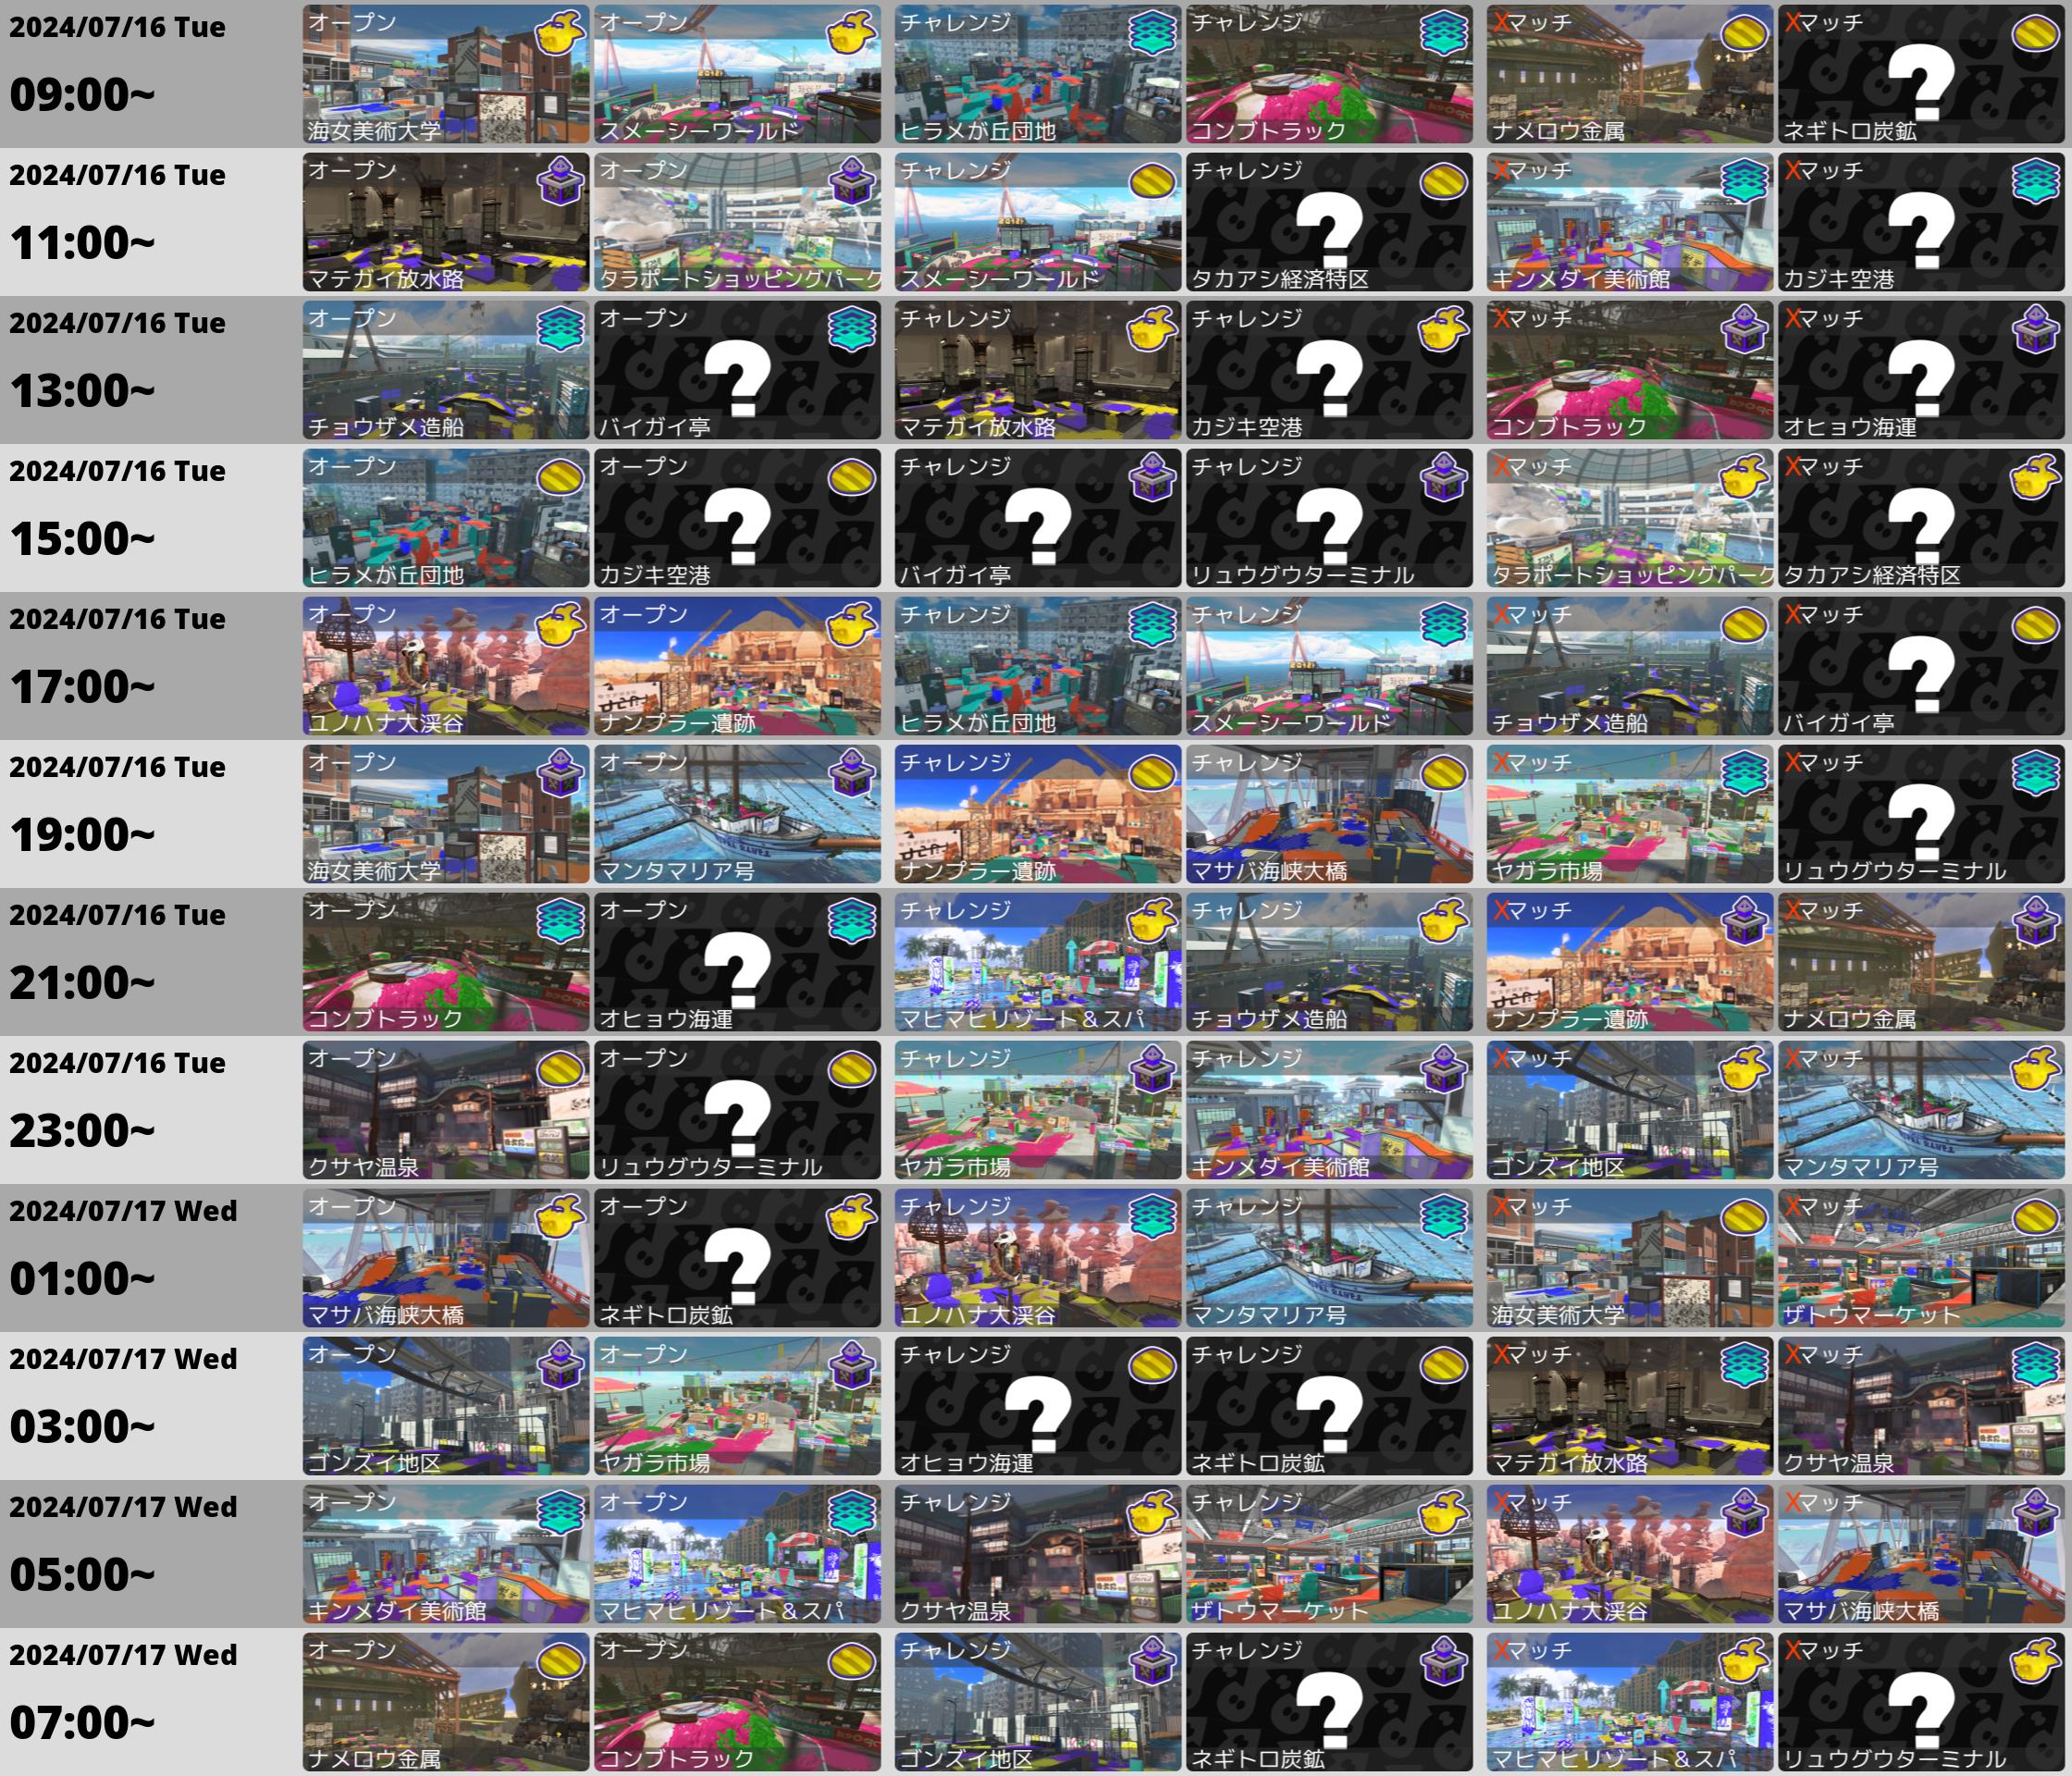 2024/07/16 Tue
09:00~
オープン
海女美術大学
オープン
スメーシーワールド
チャレンジ
ヒラメが丘団地
チャレンジ
コンブトラック
Xマッチ
ナメロウ金属
Xマッチ
ネギトロ炭鉱
2024/07/16 Tue
11:00~
オープン
マテガイ放水路
オープン
タラポートショッピングパーク
チャレンジ
スメーシーワールド
チャレンジ
タカアシ経済特区
Xマッチ
キンメダイ美術館
Xマッチ
カジキ空港
2024/07/16 Tue
13:00~
オープン
チョウザメ造船
オープン
バイガイ亭
チャレンジ
マテガイ放水路
チャレンジ
カジキ空港
Xマッチ
コンブトラック
Xマッチ
オヒョウ海運
2024/07/16 Tue
15:00~
オープン
ヒラメが丘団地
オープン
カジキ空港
チャレンジ
バイガイ亭
チャレンジ
リュウグウターミナル
Xマッチ
タラポートショッピングパーク
Xマッチ
タカアシ経済特区
2024/07/16 Tue
17:00~
オープン
ユノハナ大渓谷
オープン
ナンプラー遺跡
チャレンジ
ヒラメが丘団地
チャレンジ
スメーシーワールド
Xマッチ
チョウザメ造船
Xマッチ
バイガイ亭
2024/07/16 Tue
19:00~
オープン
海女美術大学
オープン
マンタマリア号
チャレンジ
ナンプラー遺跡
チャレンジ
マサバ海峡大橋
Xマッチ
ヤガラ市場
Xマッチ
リュウグウターミナル
2024/07/16 Tue
21:00~
オープン
コンブトラック
オープン
オヒョウ海運
チャレンジ
マヒマヒリゾート&スパ
チャレンジ
チョウザメ造船
Xマッチ
ナンプラー遺跡
Xマッチ
ナメロウ金属
2024/07/16 Tue
23:00~
オープン
クサヤ温泉
オープン
リュウグウターミナル
チャレンジ
ヤガラ市場
チャレンジ
キンメダイ美術館
Xマッチ
ゴンズイ地区
Xマッチ
マンタマリア号
2024/07/17 Wed
01:00~
オープン
マサバ海峡大橋
オープン
ネギトロ炭鉱
チャレンジ
ユノハナ大渓谷
チャレンジ
マンタマリア号
Xマッチ
海女美術大学
Xマッチ
ザトウマーケット
2024/07/17 Wed
03:00~
オープン
ゴンズイ地区
オープン
ヤガラ市場
チャレンジ
オヒョウ海運
チャレンジ
ネギトロ炭鉱
Xマッチ
マテガイ放水路
Xマッチ
クサヤ温泉
2024/07/17 Wed
05:00~
オープン
キンメダイ美術館
オープン
マヒマヒリゾート&スパ
チャレンジ
クサヤ温泉
チャレンジ
ザトウマーケット
Xマッチ
ユノハナ大渓谷
Xマッチ
マサバ海峡大橋
2024/07/17 Wed
07:00~
オープン
ナメロウ金属
オープン
コンブトラック
チャレンジ
ゴンズイ地区
チャレンジ
ネギトロ炭鉱
Xマッチ
マヒマヒリゾート&スパ
Xマッチ
リュウグウターミナル